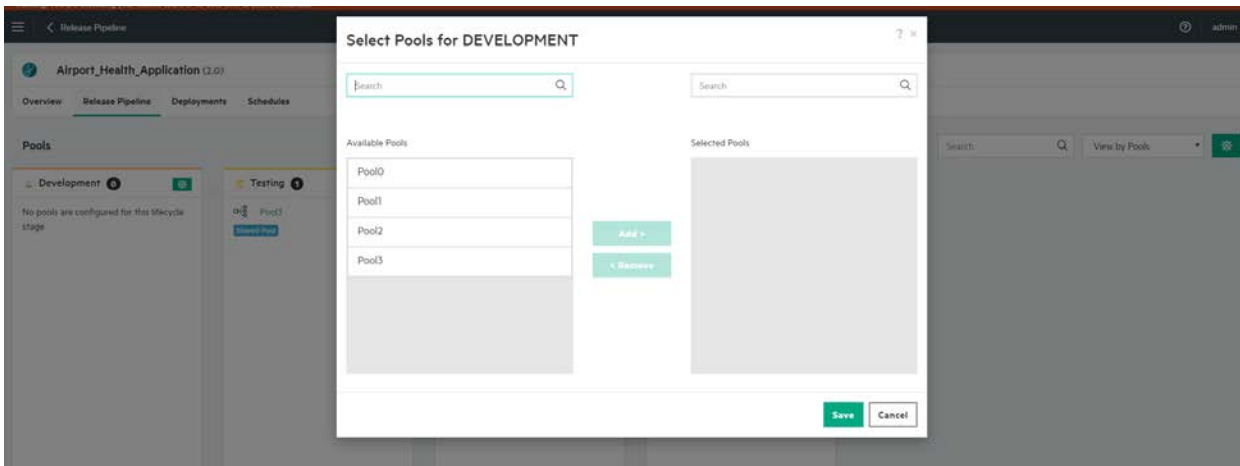 Release Pipeline
admin
Airport_Health_Application (2.0)
Overview Release Pipeline Deployments Schedules
Pools
Search
View by Pools
Development 0
No pools are configured for this lifecycle
stage
Testing 1
Shared Pool
Select Pools for DEVELOPMENT
? ×
Search
Search
Available Pools
Selected Pools
Pool0
Pool1
Pool2
Pool3
Add >
< Remove
Save
Cancel